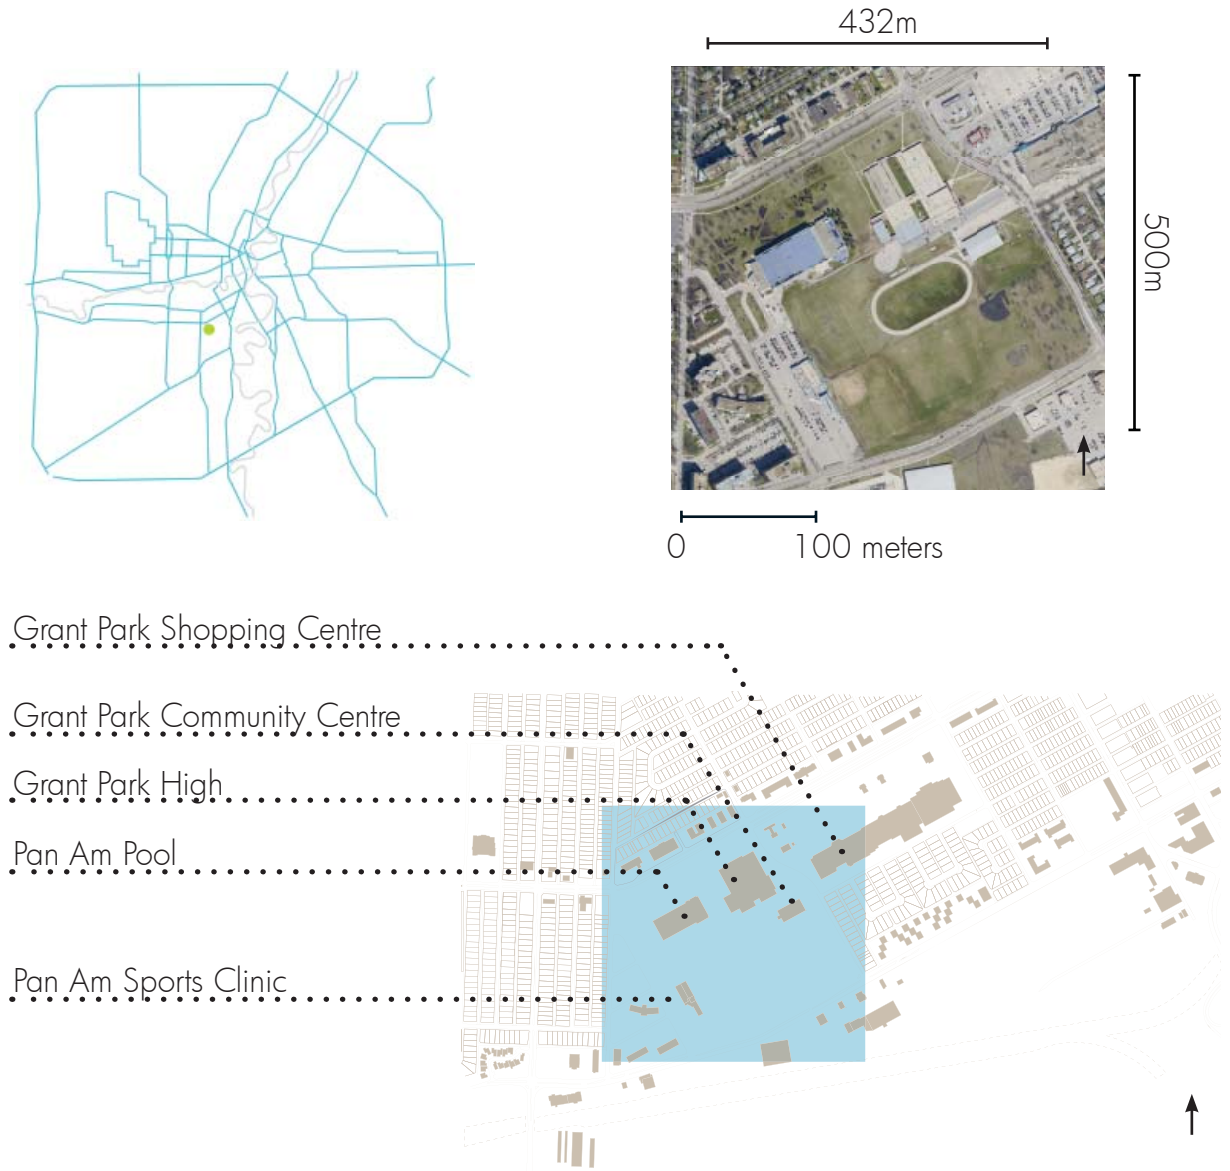 432m
500m
0 100 meters
Grant Park Shopping Centre
Grant Park Community Centre
Grant Park High
Pan Am Pool
Pan Am Sports Clinic